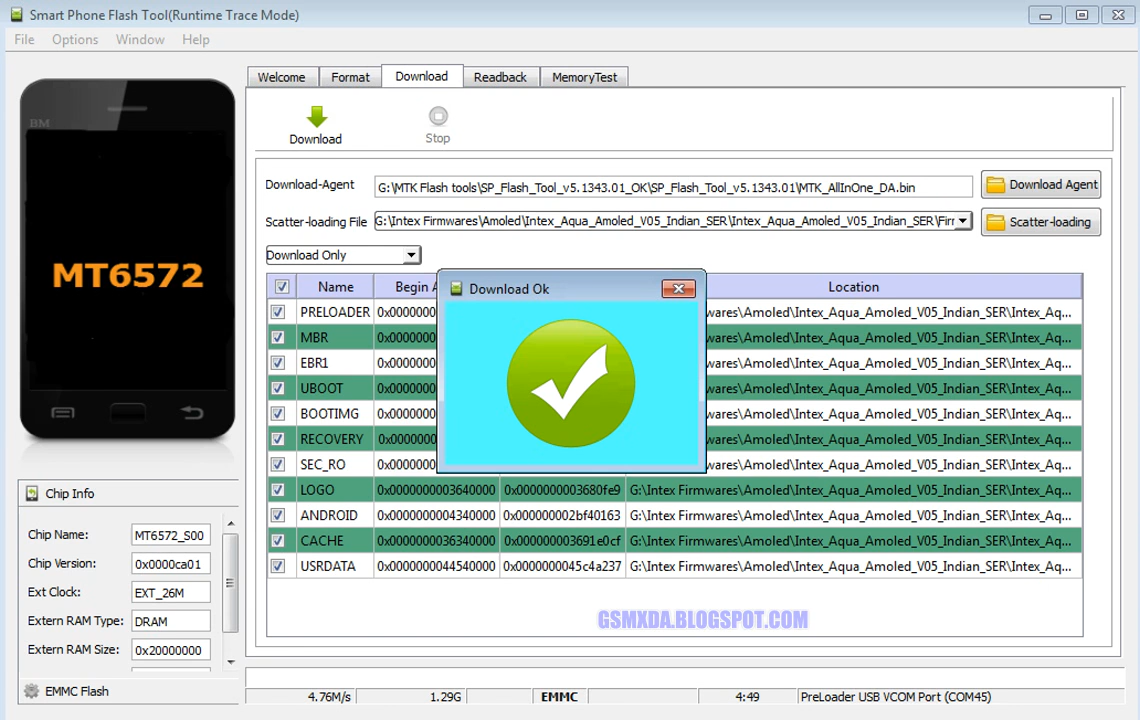 Smart Phone Flash Tool(Runtime Trace Mode)
File Options Window Help
Welcome Format Download Readback MemoryTest
BM
Download Stop
Download-Agent G:\MTK Flash tools\SP_Flash_Tool_v5.1343.01_OK\SP_Flash_Tool_v5.1343.01\MTK_AllInOne_DA.bin Download Agent
Scatter-loading File G:\Intex Firmwares\Amoled\Intex_Aqua_Amoled_V05_Indian_SER\Intex_Aqua_Amoled_V05_Indian_SER\Firr Scatter-loading
Download Only
MT6572
Download Ok
Name Begin A Location
PRELOADER 0x0000000 wares\Amoled\Intex_Aqua_Amoled_V05_Indian_SER\Intex_Aq...
MBR 0x0000000 wares\Amoled\Intex_Aqua_Amoled_V05_Indian_SER\Intex_Aq...
EBR1 0x0000000 wares\Amoled\Intex_Aqua_Amoled_V05_Indian_SER\Intex_Aq...
UBOOT 0x0000000 wares\Amoled\Intex_Aqua_Amoled_V05_Indian_SER\Intex_Aq...
BOOTIMG 0x0000000 wares\Amoled\Intex_Aqua_Amoled_V05_Indian_SER\Intex_Aq...
RECOVERY 0x0000000 wares\Amoled\Intex_Aqua_Amoled_V05_Indian_SER\Intex_Aq...
SEC_RO 0x0000000 wares\Amoled\Intex_Aqua_Amoled_V05_Indian_SER\Intex_Aq...
LOGO 0x0000000003640000 0x0000000003680fe9 G:\Intex Firmwares\Amoled\Intex_Aqua_Amoled_V05_Indian_SER\Intex_Aq...
ANDROID 0x0000000004340000 0x000000002bf40163 G:\Intex Firmwares\Amoled\Intex_Aqua_Amoled_V05_Indian_SER\Intex_Aq...
CACHE 0x0000000036340000 0x000000003691e0cf G:\Intex Firmwares\Amoled\Intex_Aqua_Amoled_V05_Indian_SER\Intex_Aq...
USRDATA 0x0000000044540000 0x0000000045c4a237 G:\Intex Firmwares\Amoled\Intex_Aqua_Amoled_V05_Indian_SER\Intex_Aq...
GSMXDA.BLOGSPOT.COM
Chip Info
Chip Name: MT6572_S00
Chip Version: 0x0000ca01
Ext Clock: EXT_26M
Extern RAM Type: DRAM
Extern RAM Size: 0x20000000
EMMC Flash
4.76M/s 1.29G EMMC 4:49 PreLoader USB VCOM Port (COM45)